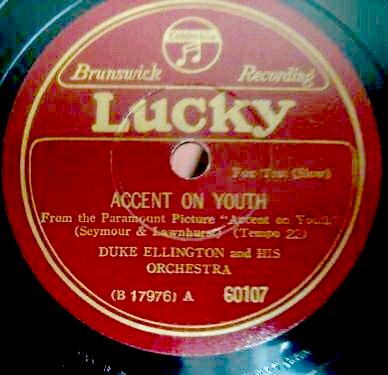 Columbia
Brunswick Recording
Lucky
Fox Trot (Slow)
ACCENT ON YOUTH
From the Paramount Picture "Accent on Youth"
(Seymour & Lawnhurst) (Tempo 22)
DUKE ELLINGTON and HIS
ORCHESTRA
(B 17976) A 60107